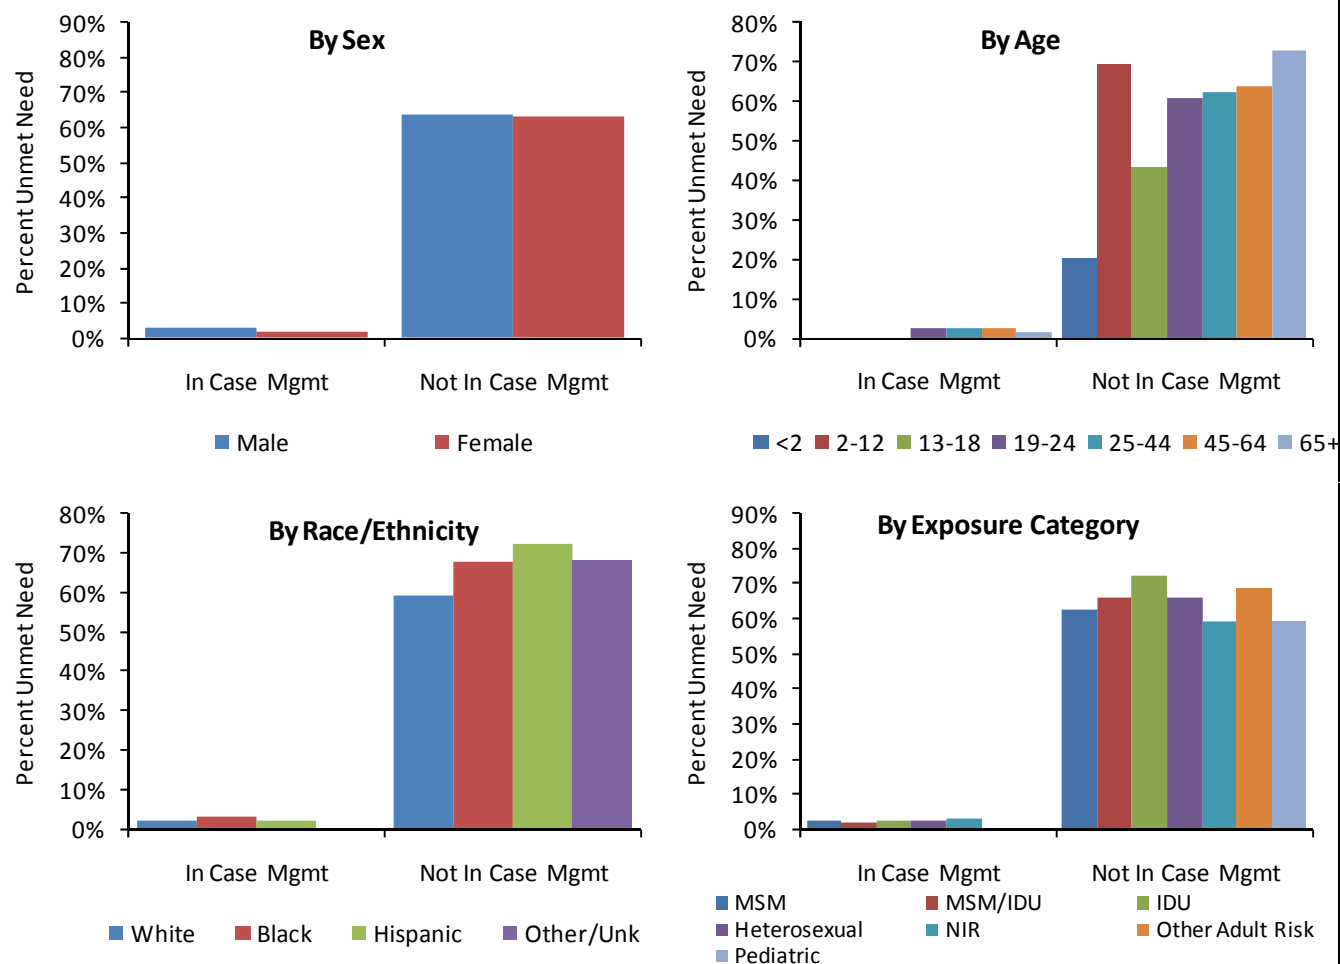 By Sex
Percent Unmet Need
90%
80%
70%
60%
50%
40%
30%
20%
10%
0%
In Case Mgmt Not In Case Mgmt
Male Female
By Age
Percent Unmet Need
80%
70%
60%
50%
40%
30%
20%
10%
0%
In Case Mgmt Not In Case Mgmt
<2 2-12 13-18 19-24 25-44 45-64 65+
By Race/Ethnicity
Percent Unmet Need
80%
70%
60%
50%
40%
30%
20%
10%
0%
In Case Mgmt Not In Case Mgmt
White Black Hispanic Other/Unk
By Exposure Category
Percent Unmet Need
90%
80%
70%
60%
50%
40%
30%
20%
10%
0%
In Case Mgmt Not In Case Mgmt
MSM MSM/IDU IDU
Heterosexual NIR Other Adult Risk
Pediatric